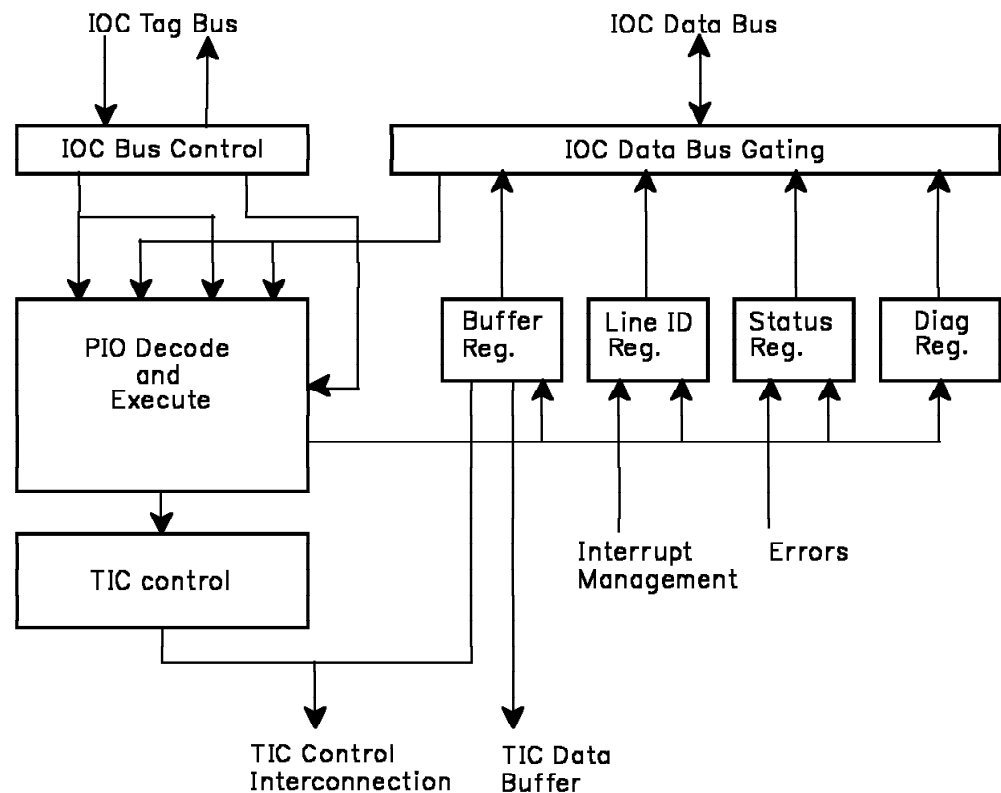 IOC Tag Bus
IOC Data Bus
IOC Bus Control
IOC Data Bus Gating
PIO Decode
and
Execute
Buffer
Reg.
Line ID
Reg.
Status
Reg.
Diag
Reg.
TIC control
Interrupt
Management
Errors
TIC Control
Interconnection
TIC Data
Buffer